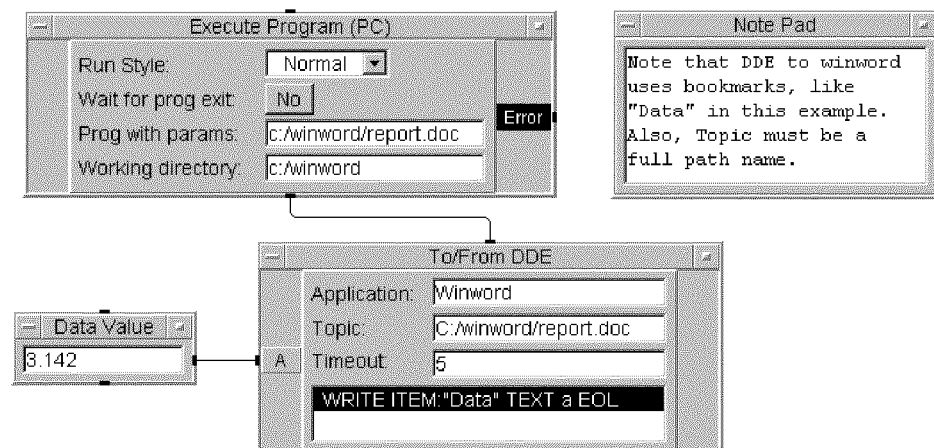 Execute Program (PC)
Run Style: Normal
Wait for prog exit: No
Prog with params: c:/winword/report.doc
Working directory: c:/winword
Error
Note Pad
Note that DDE to winword
uses bookmarks, like
"Data" in this example.
Also, Topic must be a
full path name.
To/From DDE
Application: Winword
Topic: C:/winword/report.doc
Timeout: 5
WRITE ITEM:"Data" TEXT a EOL
Data Value
3.142
A